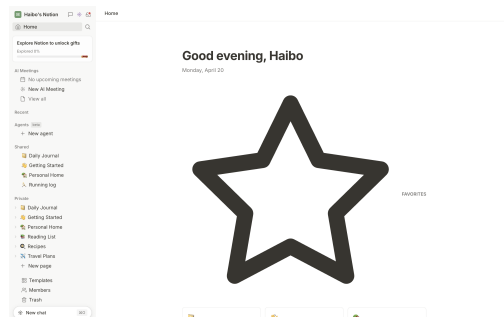 Haibo's Notion
Home
Home
Explore Notion to unlock gifts
Explored 0%
AI Meetings
No upcoming meetings
New AI Meeting
View all
Recent
Agents beta
New agent
Shared
Daily Journal
Getting Started
Personal Home
Running log
Private
Daily Journal
Getting Started
Personal Home
Reading List
Recipes
Travel Plans
New page
Templates
Members
Trash
New chat
Good evening, Haibo
Monday, April 20
FAVORITES